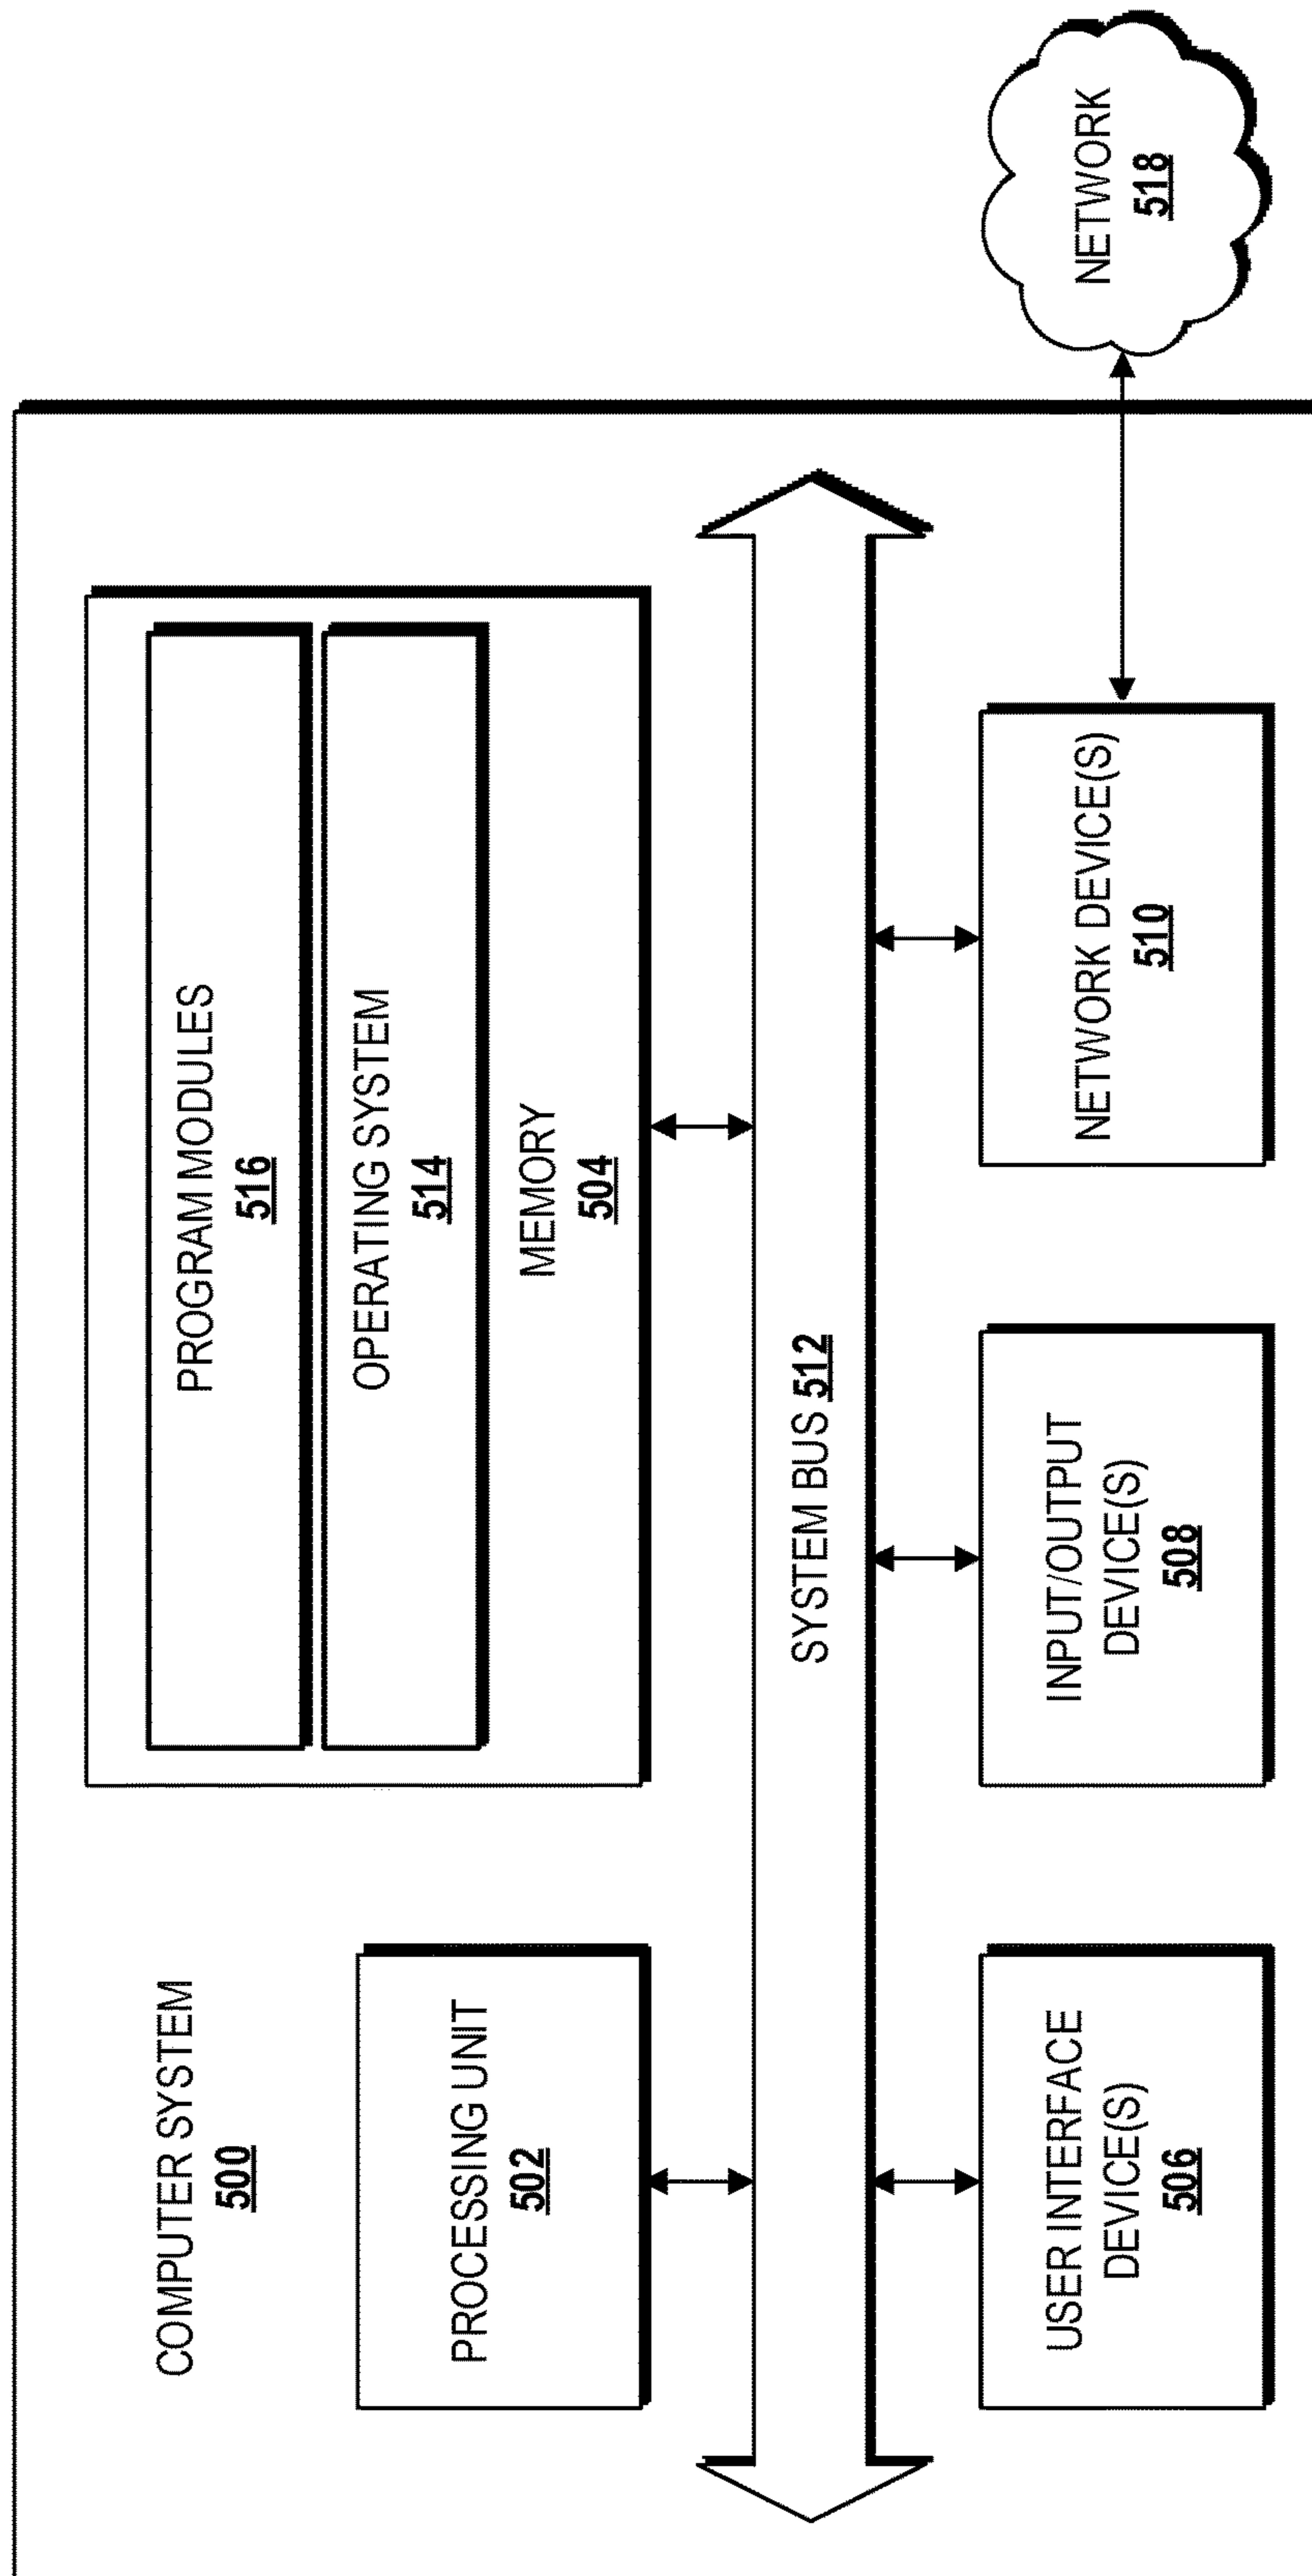 COMPUTER SYSTEM
500
PROGRAM MODULES
516
OPERATING SYSTEM
514
MEMORY
504
PROCESSING UNIT
502
SYSTEM BUS 512
USER INTERFACE
DEVICE(S)
506
INPUT/OUTPUT
DEVICE(S)
508
NETWORK DEVICE(S)
510
NETWORK
518